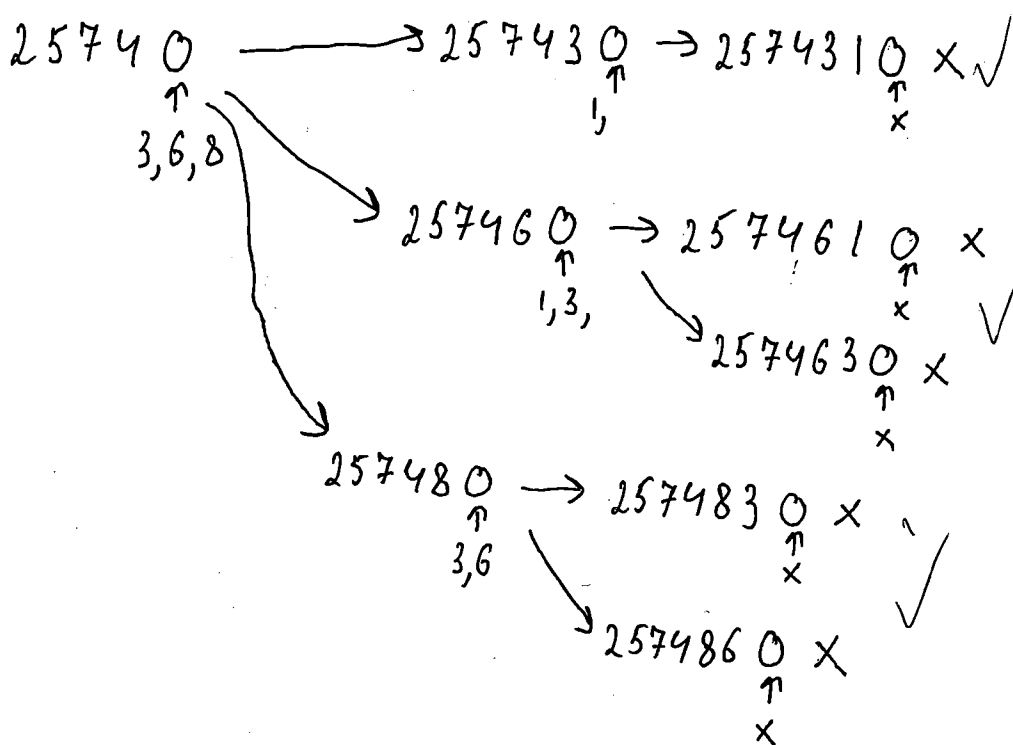 25740 → 257430 → 2574310 × ✓
↑ ↑ ↑
3,6,8 1, ×
257460 → 2574610 ×
↑ ↑
1,3, ×
2574630 × ✓
↑
×
257480 → 2574830 ×
↑ ↑
3,6 ×
2574860 × ✓
↑
×